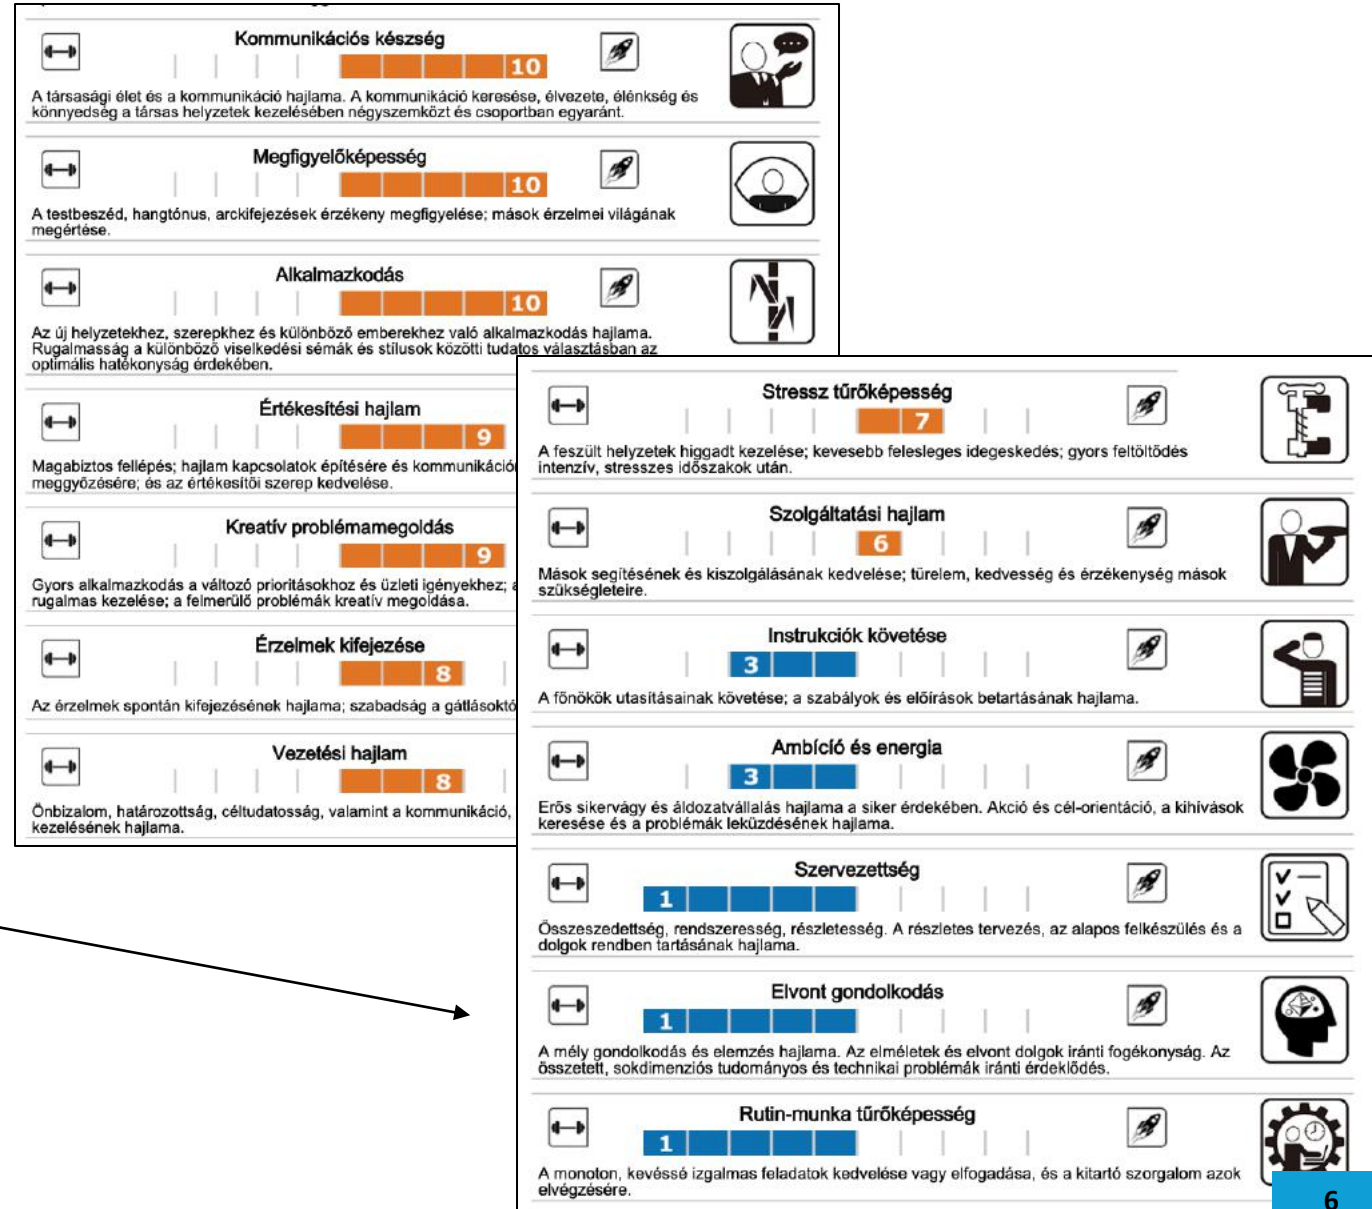 Kommunikációs készség
10
A társasági élet és a kommunikáció hajlama. A kommunikáció keresése, élvezete, élénkség és
könnyedség a társas helyzetek kezelésében négyszemközt és csoportban egyaránt.
Megfigyelőképesség
10
A testbeszéd, hangtónus, arckifejezések érzékeny megfigyelése; mások érzelmei világának
megértése.
Alkalmazkodás
10
Az új helyzetekhez, szerepkhez és különböző emberekhez való alkalmazkodás hajlama.
Rugalmasság a különböző viselkedési sémák és stílusok közötti tudatos választásban az
optimális hatékonyság érdekében.
Értékesítési hajlam
9
Magabiztos fellépés; hajlam kapcsolatok építésére és
meggyőzésére; és az értékesítői szerep kedvelése.
Kreatív problémamegoldás
9
Gyors alkalmazkodás a változó prioritásokhoz és üzleti igényekhez;
rugalmas kezelése; a felmerülő problémák kreatív megoldása.
Érzelmek kifejezése
8
Az érzelmek spontán kifejezésének hajlama; szabadság a
Vezetési hajlam
8
Önbizalom, határozottság, céltudatosság, valamint a kommunikáció,
kezelésének hajlama.
Stressz tűrőképesség
7
A feszült helyzetek higgadt kezelése; kevesebb felesleges idegeskedés; gyors feltöltődés
intenzív, stresszes időszakok után.
Szolgáltatási hajlam
6
Mások segítésének és kiszolgálásának kedvelése; türelem, kedvesség és érzékenység mások
szükségleteire.
Instrukciók követése
3
A főnökök utasításainak követése; a szabályok és előírások betartásának hajlama.
Ambíció és energia
3
Erős sikervágy és áldozatvállalás hajlama a siker érdekében. Akció és cél-orientáció, a kihívások
keresése és a problémák leküzdésének hajlama.
Szervezettség
1
Összeszedettség, rendszeresség, részletesség. A részletes tervezés, az alapos felkészülés és a
dolgok rendben tartásának hajlama.
Elvont gondolkodás
1
A mély gondolkodás és elemzés hajlama. Az elméletek és elvont dolgok iránti fogékonyság. Az
összetett, sokdimenziós tudományos és technikai problémák iránti érdeklődés.
Rutin-munka tűrőképesség
1
A monoton, kevéssé izgalmas feladatok kedvelése vagy elfogadása, és a kitartó szorgalom azok
elvégzésére.
6